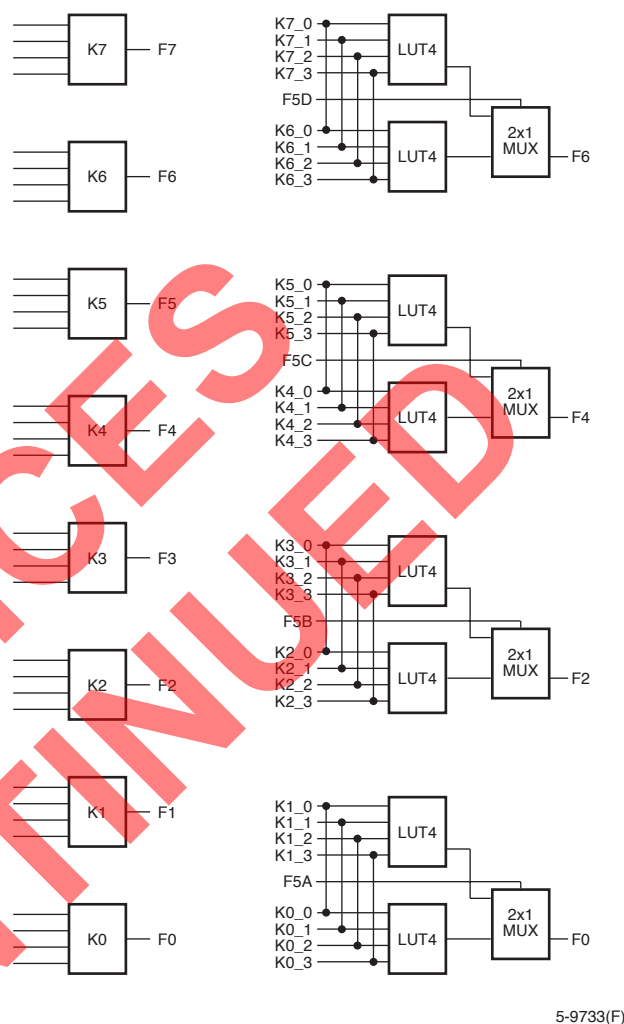 K7 F7
K6 F6
K5 F5
K4 F4
K3 F3
K2 F2
K1 F1
K0 F0
K7_0
K7_1
K7_2
K7_3
F5D
K6_0
K6_1
K6_2
K6_3
LUT4
LUT4
2x1
MUX
F6
K5_0
K5_1
K5_2
K5_3
F5C
K4_0
K4_1
K4_2
K4_3
LUT4
LUT4
2x1
MUX
F4
K3_0
K3_1
K3_2
K3_3
F5B
K2_0
K2_1
K2_2
K2_3
LUT4
LUT4
2x1
MUX
F2
K1_0
K1_1
K1_2
K1_3
F5A
K0_0
K0_1
K0_2
K0_3
LUT4
LUT4
2x1
MUX
F0
5-9733(F)
CES
TINUED